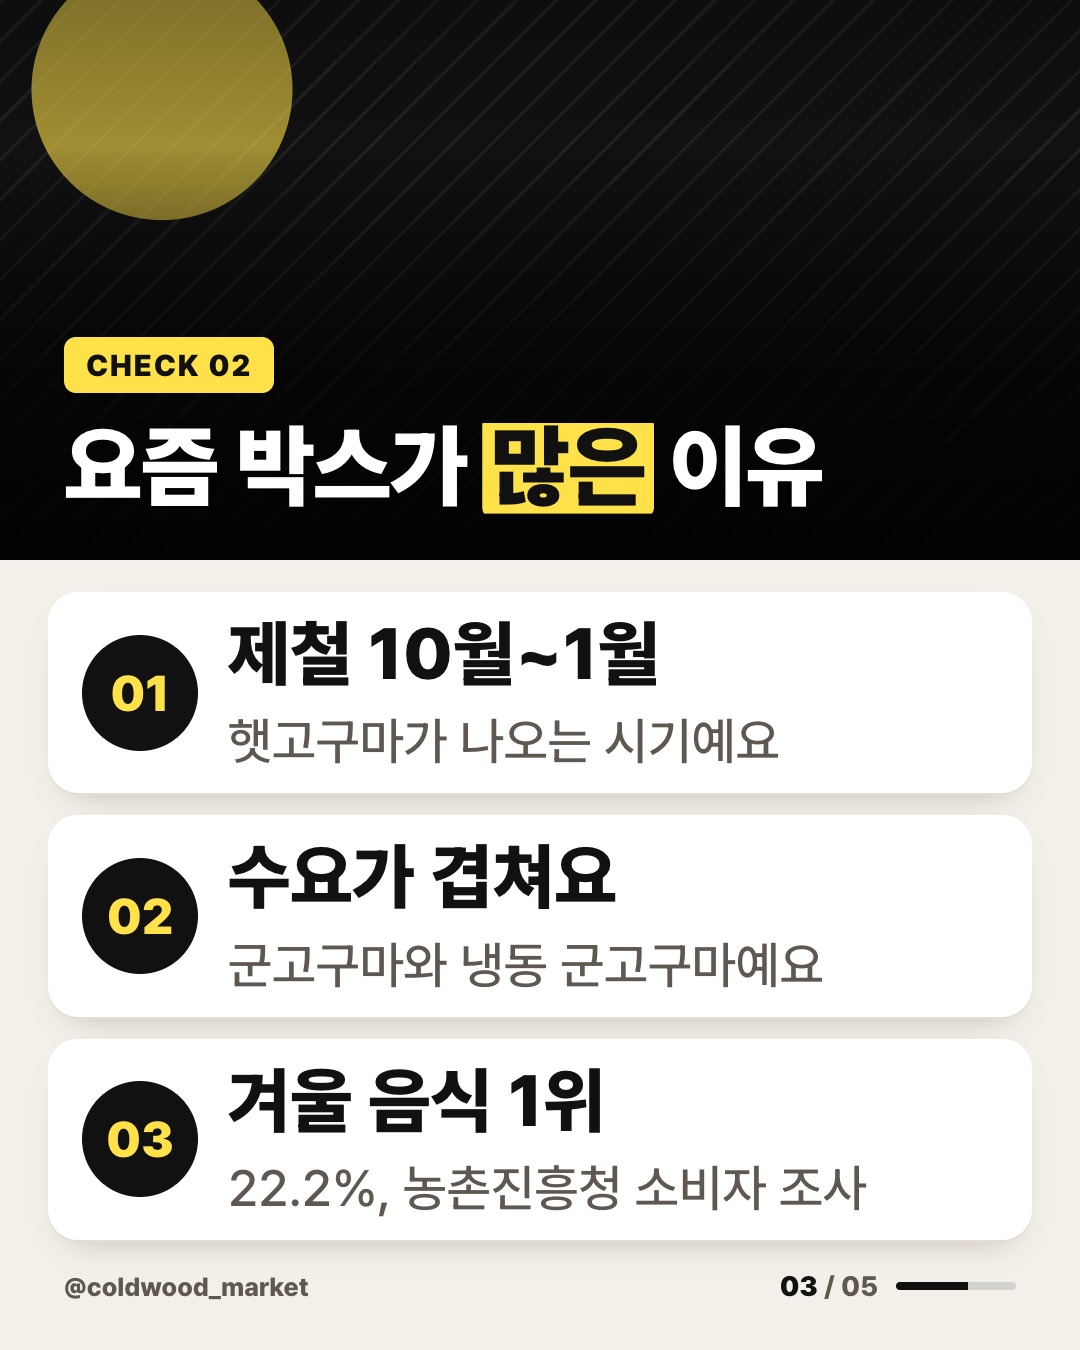 CHECK 02
요즘 박스가 많은 이유
01
제철 10월~1월
햇고구마가 나오는 시기예요
02
수요가 겹쳐요
군고구마와 냉동 군고구마예요
03
겨울 음식 1위
22.2%, 농촌진흥청 소비자 조사
@coldwood_market
03 / 05